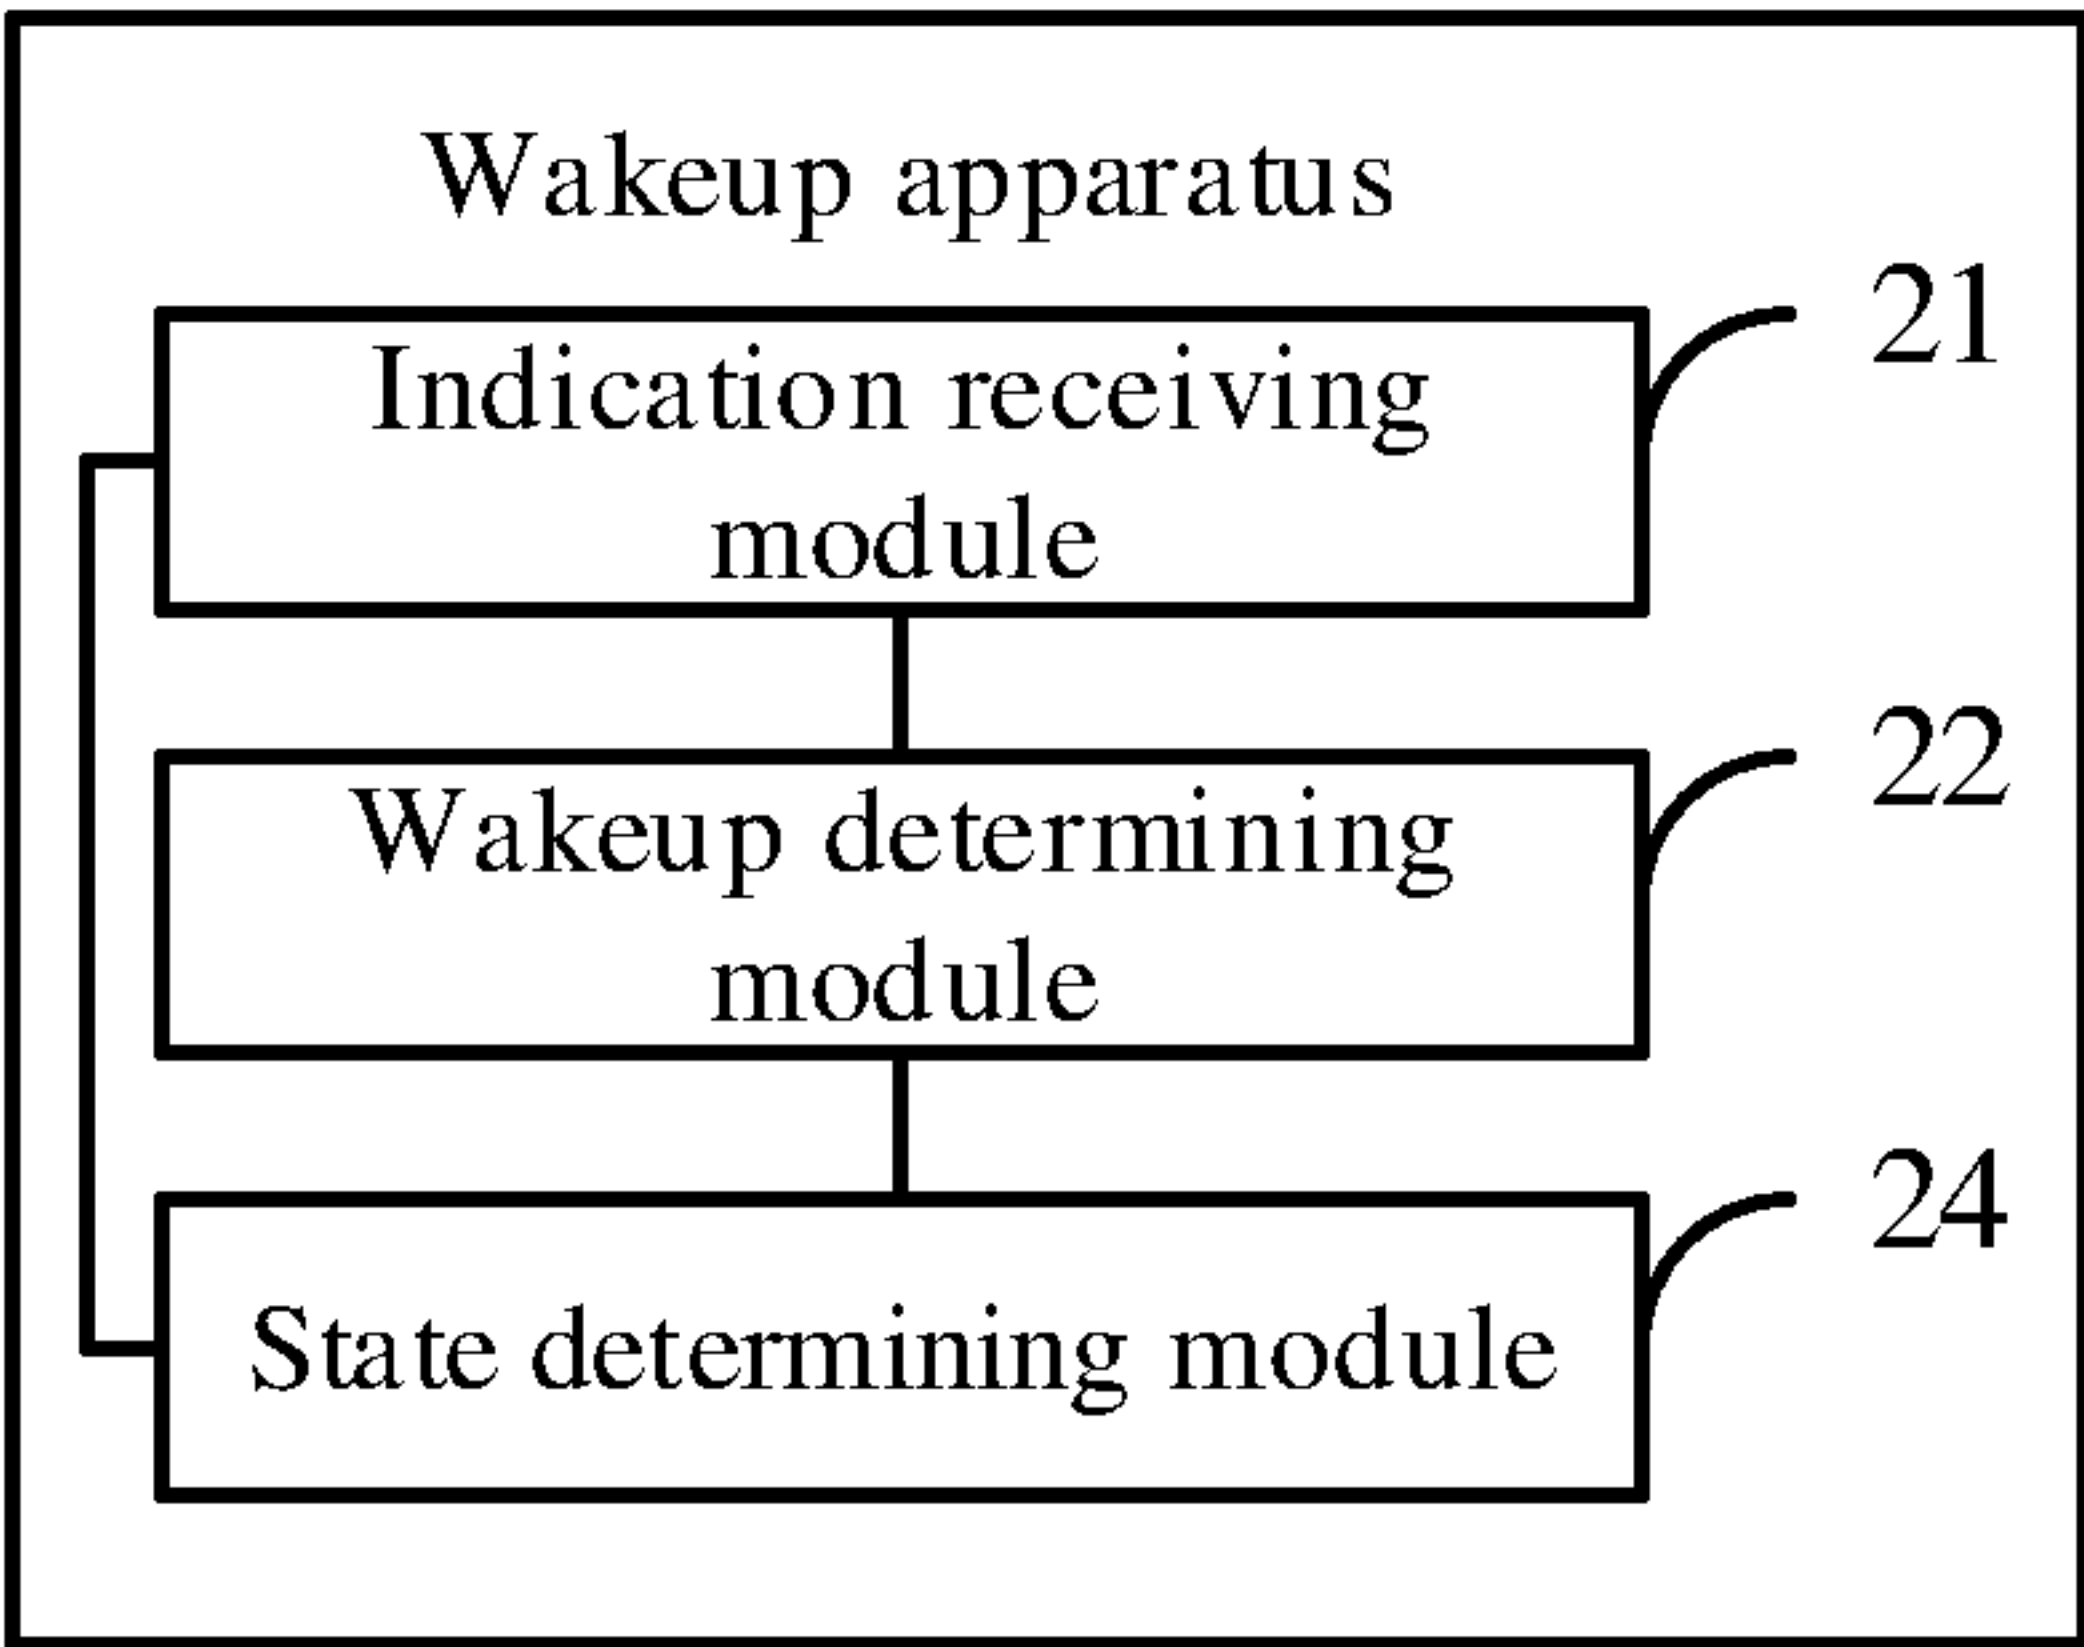 Wakeup apparatus
21
Indication receiving
module
22
Wakeup determining
module
24
State determining module